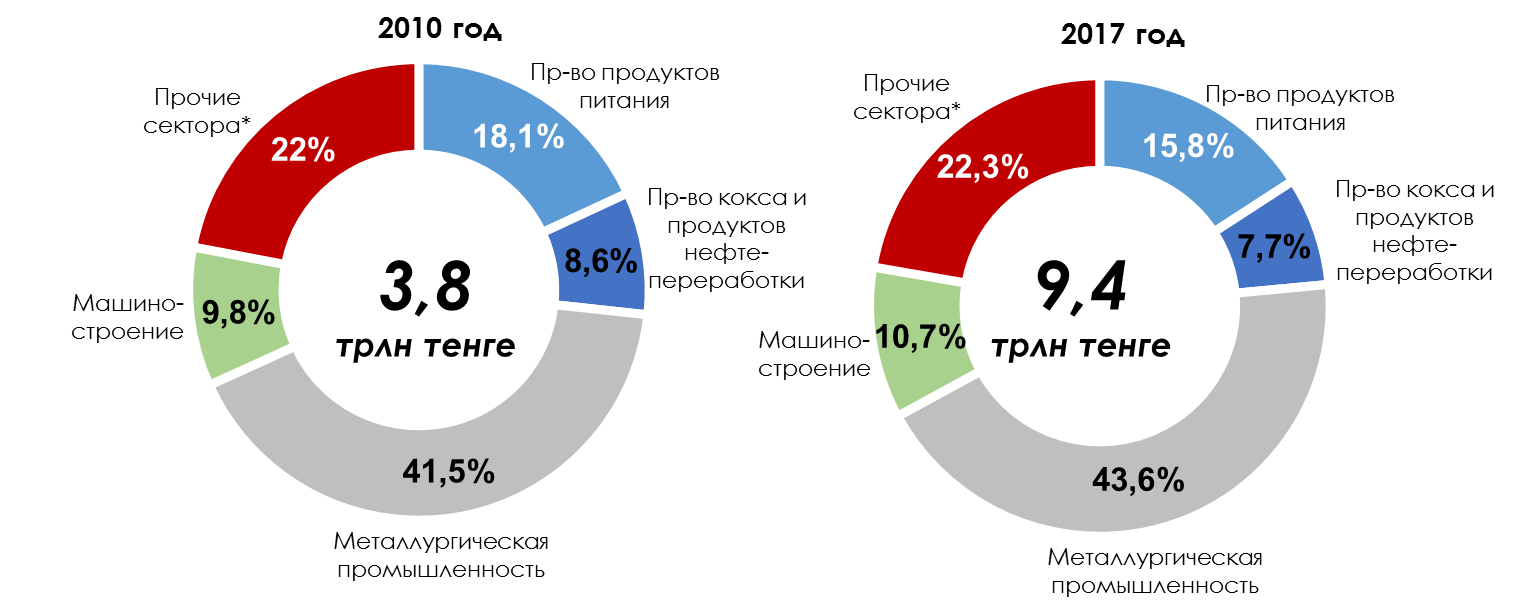 2010 год
Пр-во продуктов
питания
Прочие
сектора*
22%
18,1%
Пр-во кокса и
продуктов
нефте-
переработки
8,6%
3,8
трлн тенге
Машино-
строение
9,8%
41,5%
Металлургическая
промышленность
2017 год
Прочие
сектора*
Пр-во продуктов
питания
22,3%
15,8%
Пр-во кокса и
продуктов
нефте-
переработки
7,7%
9,4
трлн тенге
Машино-
строение
10,7%
43,6%
Металлургическая
промышленность